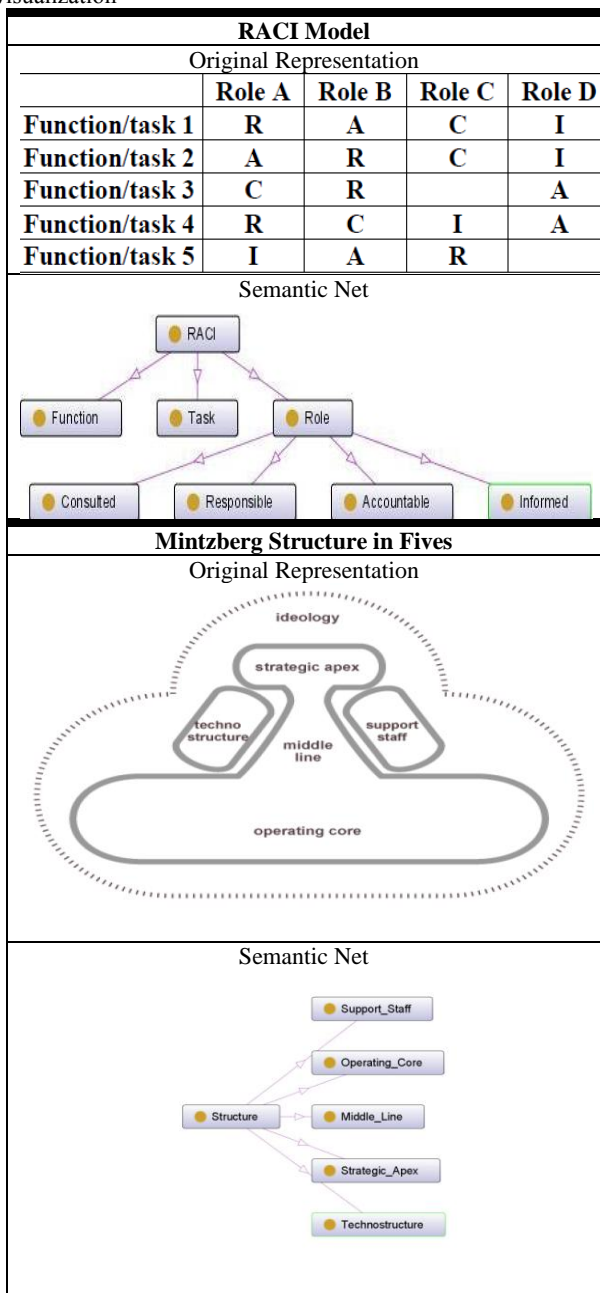 RACI Model
Original Representation
Role A Role B Role C Role D
Function/task 1 R A C I
Function/task 2 A R C I
Function/task 3 C R A
Function/task 4 R C I A
Function/task 5 I A R
Semantic Net
RACI
Function Task Role
Consulted Responsible Accountable Informed
Mintzberg Structure in Fives
Original Representation
ideology
strategic apex
techno
structure
middle
line
support
staff
operating core
Semantic Net
Support_Staff
Operating_Core
Structure Middle_Line
Strategic_Apex
Technostructure